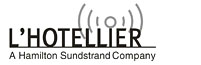 L'HOTELLIER
A Hamilton Sundstrand Company